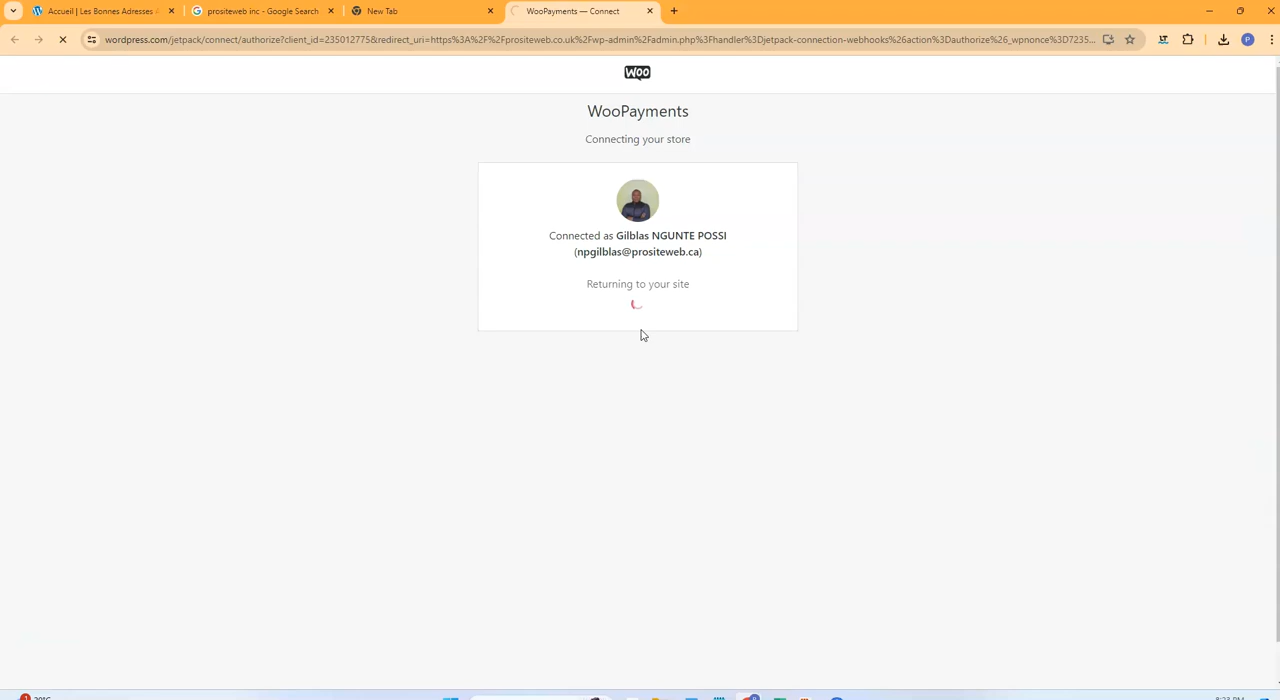 Accueil | Les Bonnes Adresses
prositeweb inc - Google Search
New Tab
WooPayments — Connect
wordpress.com/jetpack/connect/authorize?client_id=235012775&redirect_uri=https%3A%2F%2Fprositeweb.co.uk%2Fwp-admin%2Fadmin.php%3Fhandler%3Djetpack-connection-webhooks%26action%3Dauthorize%26_wpnonce%3D7235...
WOO
WooPayments
Connecting your store
Connected as Gilblas NGUNTE POSSI
(npgilblas@prositeweb.ca)
Returning to your site